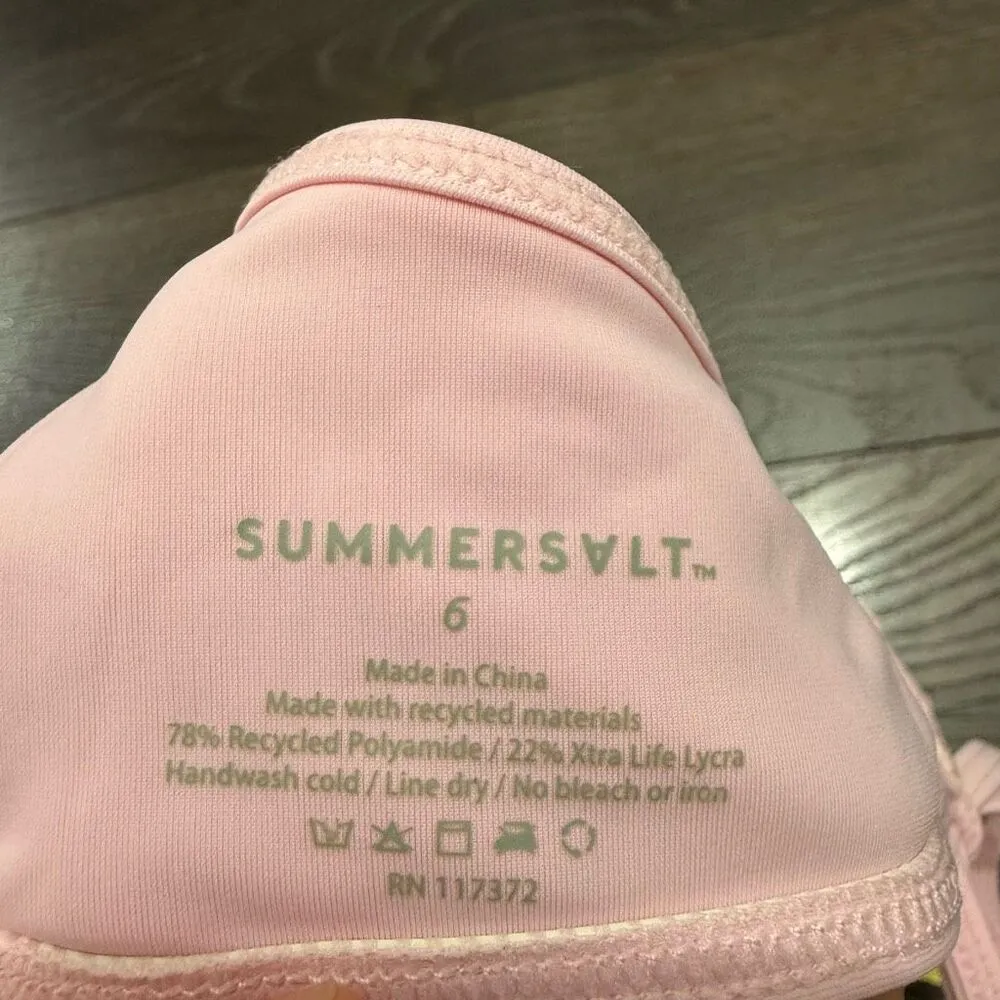 SUMMERSALT™
6
Made in China
Made with recycled materials
78% Recycled Polyamide / 22% Xtra Life Lycra
Handwash cold / Line dry / No bleach or iron
RN 117372